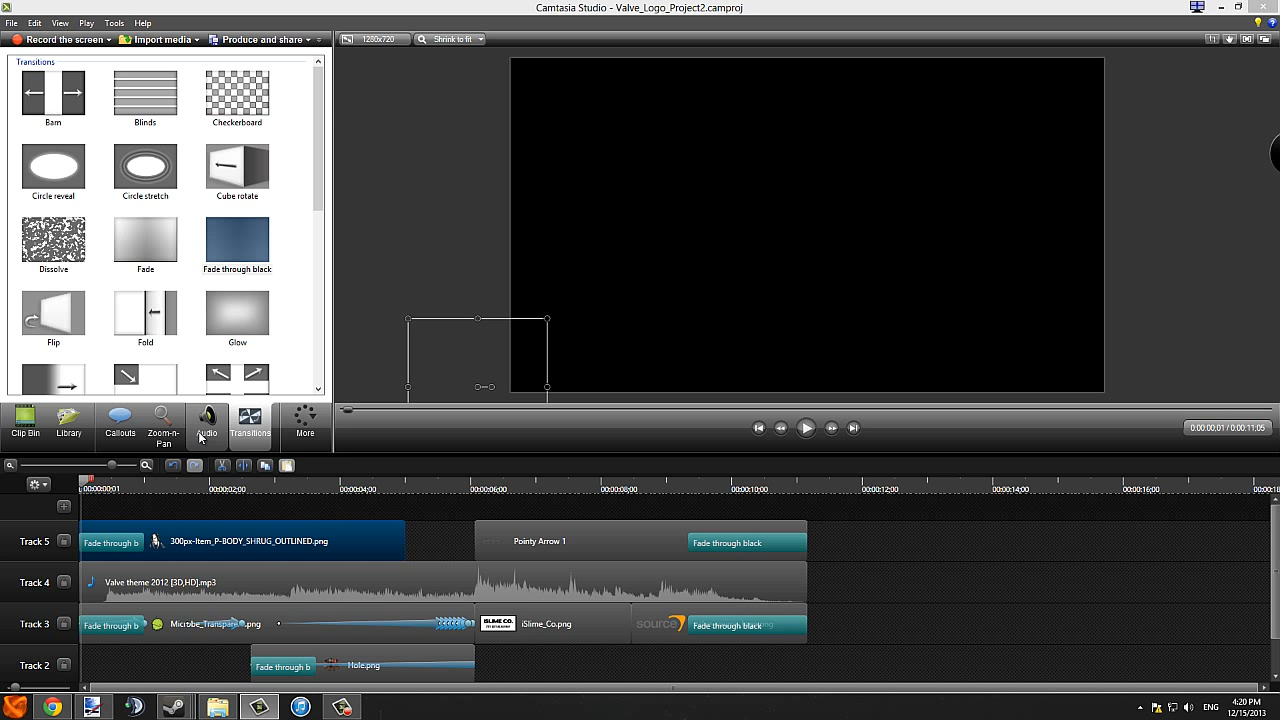 Camtasia Studio - Valve_Logo_Project2.camproj
File Edit View Play Tools Help
Record the screen Import media Produce and share
1280x720 Shrink to fit
Transitions
Barn Blinds Checkerboard
Circle reveal Circle stretch Cube rotate
Dissolve Fade Fade through black
Flip Fold Glow
Clip Bin Library Callouts Zoom-n-Pan Audio Transitions More
0:00:00;01 / 0:00:11;05
00:00:00;01 00:00:02;00 00:00:04;00 00:00:06;00 00:00:08;00 00:00:10;00 00:00:12;00 00:00:14;00 00:00:16;00 00:00:18
Track 5 Fade through b 300px-Item_P-BODY_SHRUG_OUTLINED.png Pointy Arrow 1 Fade through black
Track 4 Valve theme 2012 [3D,HD].mp3
Track 3 Fade through b Microbe_Transpare .png iSLIME CO. iSlime_Co.png source Fade through black
Track 2 Fade through b Hole.png
ENG 4:20 PM
12/15/2013